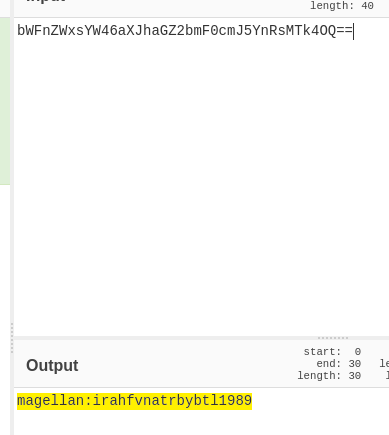 length: 40
bWFnZWxsYW46aXJhaGZ2bmF0cmJ5YnRsMTk4OQ==
Output
start: 0
end: 30
length: 30
magellan:irahfvnatrbybtl1989